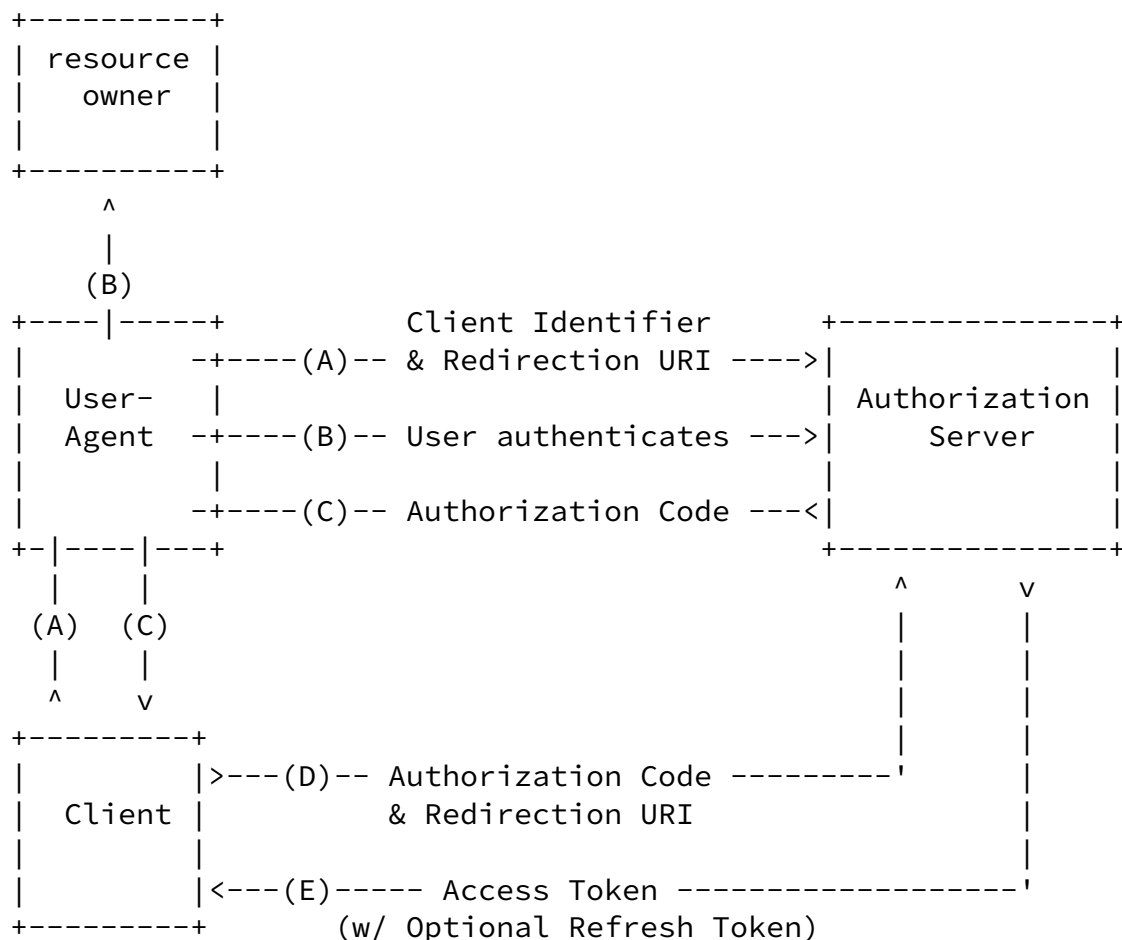 resource
owner
(B)
Client Identifier
(A) & Redirection URI
User-
Agent
(B) User authenticates
Authorization
Server
(C) Authorization Code
(A) (C)
(D) Authorization Code
& Redirection URI
Client
(E) Access Token
(w/ Optional Refresh Token)